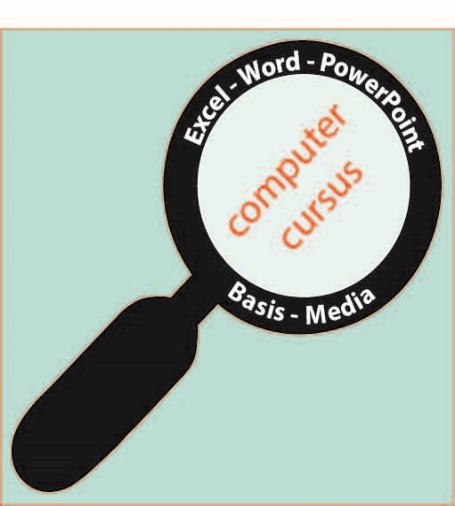 Excel - Word - PowerPoint
computer
cursus
Basis - Media